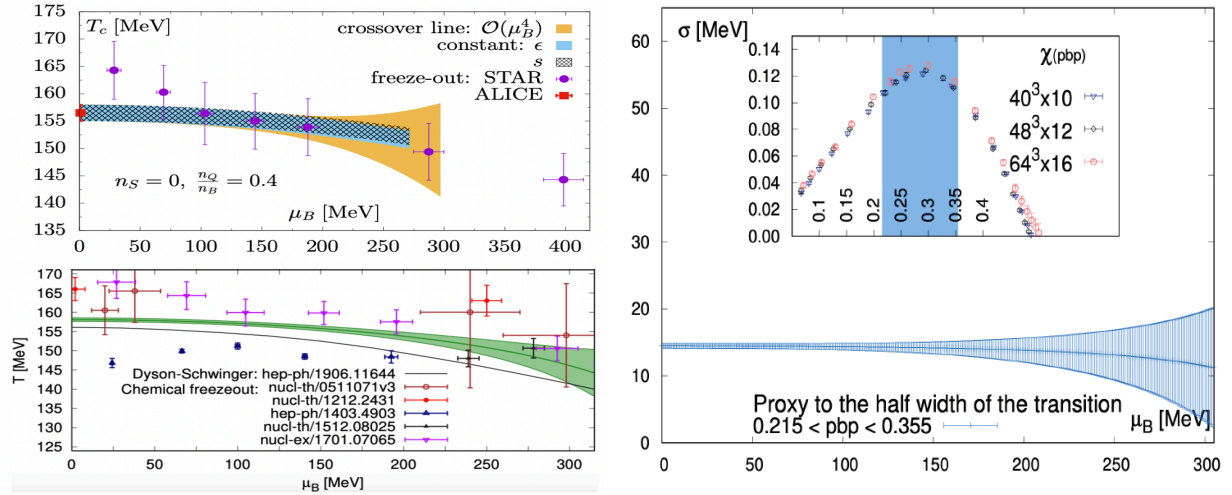 T_c [MeV]
crossover line: O(μ_B^4)
constant: ϵ
s
freeze-out: STAR
ALICE
n_S = 0, n_Q/n_B = 0.4
μ_B [MeV]
175
170
165
160
155
150
145
140
135
0 50 100 150 200 250 300 350 400
T [MeV]
170
165
160
155
150
145
140
135
130
125
Dyson-Schwinger: hep-ph/1906.11644
Chemical freezeout: nucl-th/0511071v3
nucl-th/1212.2431
hep-ph/1403.4903
nucl-th/1512.08025
nucl-ex/1701.07065
0 50 100 150 200 250 300
μ_B [MeV]
σ [MeV]
60
50
40
30
20
10
0
0.14
0.12
0.10
0.08
0.06
0.04
0.02
0.00
0.1 0.15 0.2 0.25 0.3 0.35 0.4
χ(pbp)
40³x10
48³x12
64³x16
Proxy to the half width of the transition
0.215 < pbp < 0.355
μ_B [MeV]
0 50 100 150 200 250 300